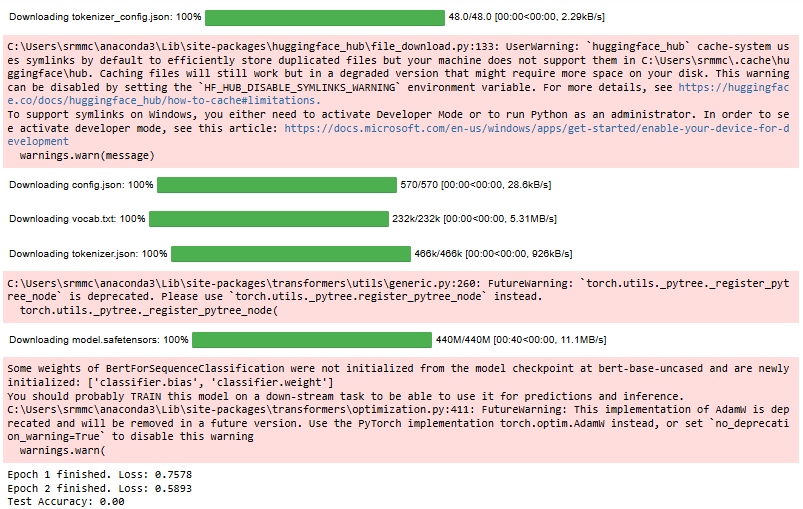 Downloading tokenizer_config.json: 100% 48.0/48.0 [00:00<00:00, 2.29kB/s]
C:\Users\srmmc\anaconda3\Lib\site-packages\huggingface_hub\file_download.py:133: UserWarning: `huggingface_hub` cache-system us
es symlinks by default to efficiently store duplicated files but your machine does not support them in C:\Users\srmmc\.cache\hu
ggingface\hub. Caching files will still work but in a degraded version that might require more space on your disk. This warning
can be disabled by setting the `HF_HUB_DISABLE_SYMLINKS_WARNING` environment variable. For more details, see https://huggingfac
e.co/docs/huggingface_hub/how-to-cache#limitations.
To support symlinks on Windows, you either need to activate Developer Mode or to run Python as an administrator. In order to se
e activate developer mode, see this article: https://docs.microsoft.com/en-us/windows/apps/get-started/enable-your-device-for-d
evelopment
  warnings.warn(message)
Downloading config.json: 100% 570/570 [00:00<00:00, 28.6kB/s]
Downloading vocab.txt: 100% 232k/232k [00:00<00:00, 5.31MB/s]
Downloading tokenizer.json: 100% 466k/466k [00:00<00:00, 926kB/s]
C:\Users\srmmc\anaconda3\Lib\site-packages\transformers\utils\generic.py:260: FutureWarning: `torch.utils._pytree._register_pyt
ree_node` is deprecated. Please use `torch.utils._pytree.register_pytree_node` instead.
  torch.utils._pytree._register_pytree_node(
Downloading model.safetensors: 100% 440M/440M [00:40<00:00, 11.1MB/s]
Some weights of BertForSequenceClassification were not initialized from the model checkpoint at bert-base-uncased and are newly
initialized: ['classifier.bias', 'classifier.weight']
You should probably TRAIN this model on a down-stream task to be able to use it for predictions and inference.
C:\Users\srmmc\anaconda3\Lib\site-packages\transformers\optimization.py:411: FutureWarning: This implementation of AdamW is dep
recated and will be removed in a future version. Use the PyTorch implementation torch.optim.AdamW instead, or set `no_deprecati
on_warning=True` to disable this warning
  warnings.warn(
Epoch 1 finished. Loss: 0.7578
Epoch 2 finished. Loss: 0.5893
Test Accuracy: 0.00